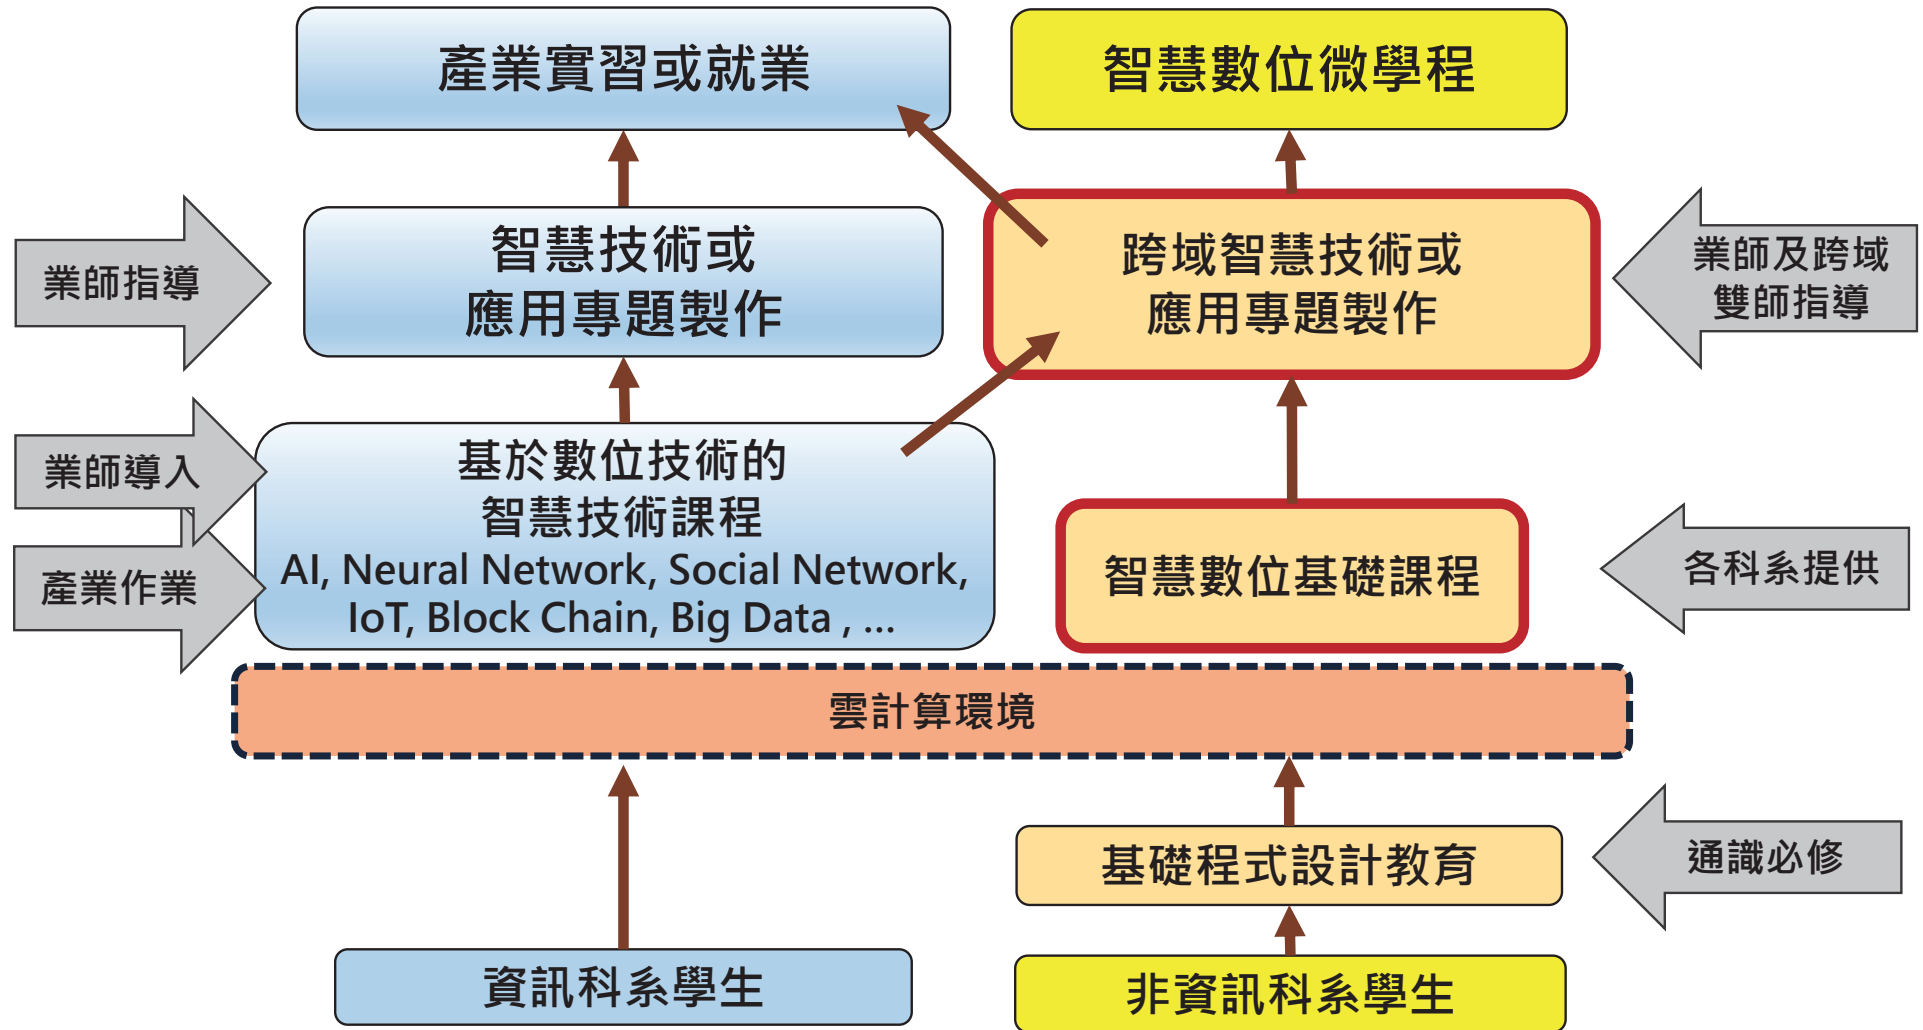 產業實習或就業
智慧數位微學程
業師指導
智慧技術或
應用專題製作
跨域智慧技術或
應用專題製作
業師及跨域
雙師指導
業師導入
產業作業
基於數位技術的
智慧技術課程
AI, Neural Network, Social Network,
IoT, Block Chain, Big Data , ...
智慧數位基礎課程
各科系提供
雲計算環境
基礎程式設計教育
通識必修
資訊科系學生
非資訊科系學生